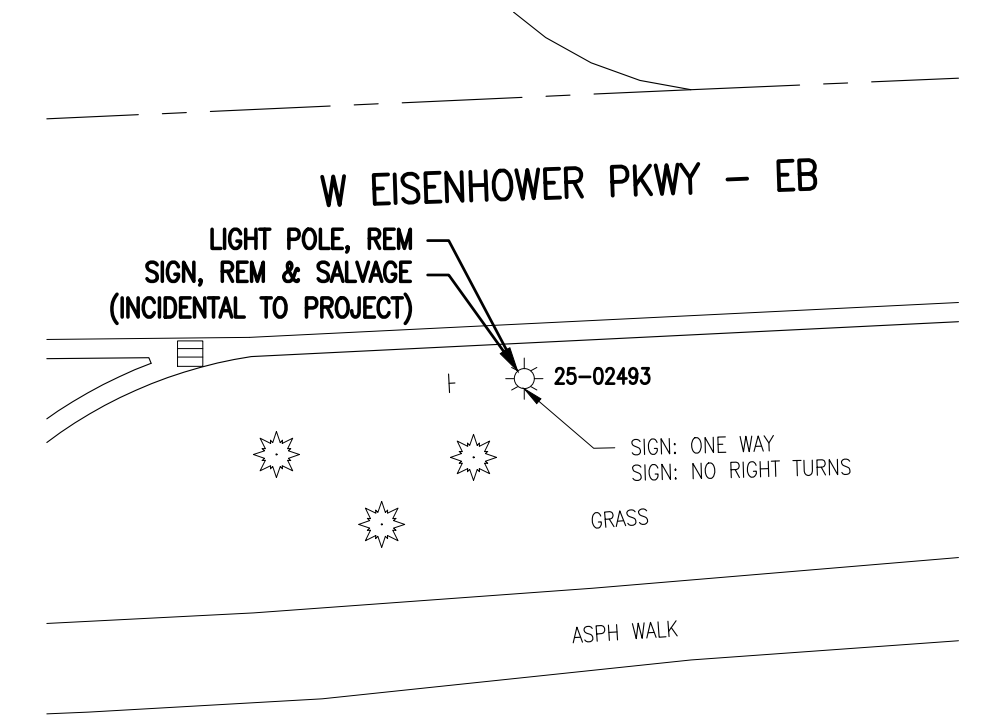 W EISENHOWER PKWY - EB
LIGHT POLE, REM
SIGN, REM & SALVAGE
(INCIDENTAL TO PROJECT)
25-02493
SIGN: ONE WAY
SIGN: NO RIGHT TURNS
GRASS
ASPH WALK